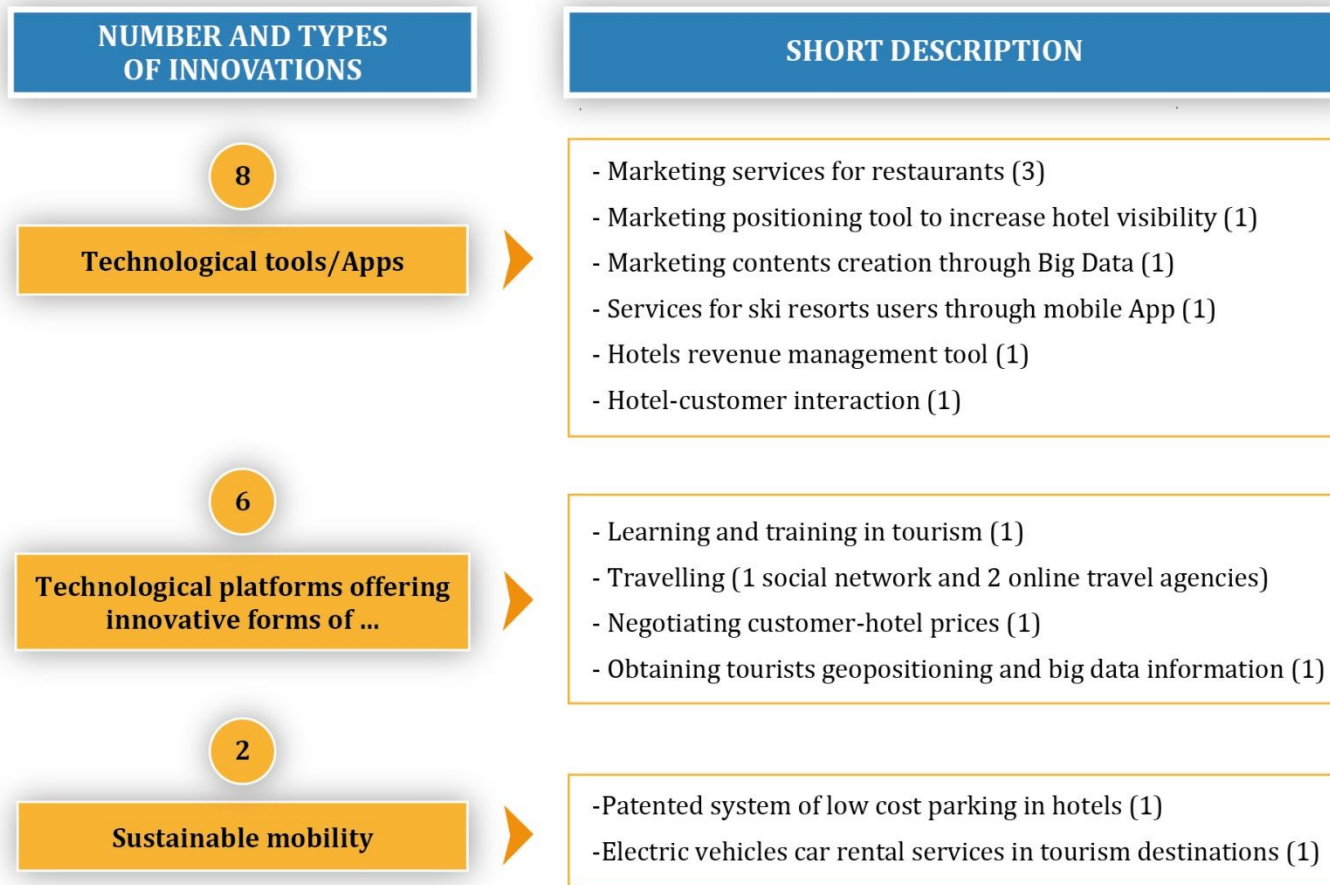 NUMBER AND TYPES
OF INNOVATIONS
SHORT DESCRIPTION
8
Technological tools/Apps
- Marketing services for restaurants (3)
- Marketing positioning tool to increase hotel visibility (1)
- Marketing contents creation through Big Data (1)
- Services for ski resorts users through mobile App (1)
- Hotels revenue management tool (1)
- Hotel-customer interaction (1)
6
Technological platforms offering
innovative forms of ...
- Learning and training in tourism (1)
- Travelling (1 social network and 2 online travel agencies)
- Negotiating customer-hotel prices (1)
- Obtaining tourists geopositioning and big data information (1)
2
Sustainable mobility
-Patented system of low cost parking in hotels (1)
-Electric vehicles car rental services in tourism destinations (1)